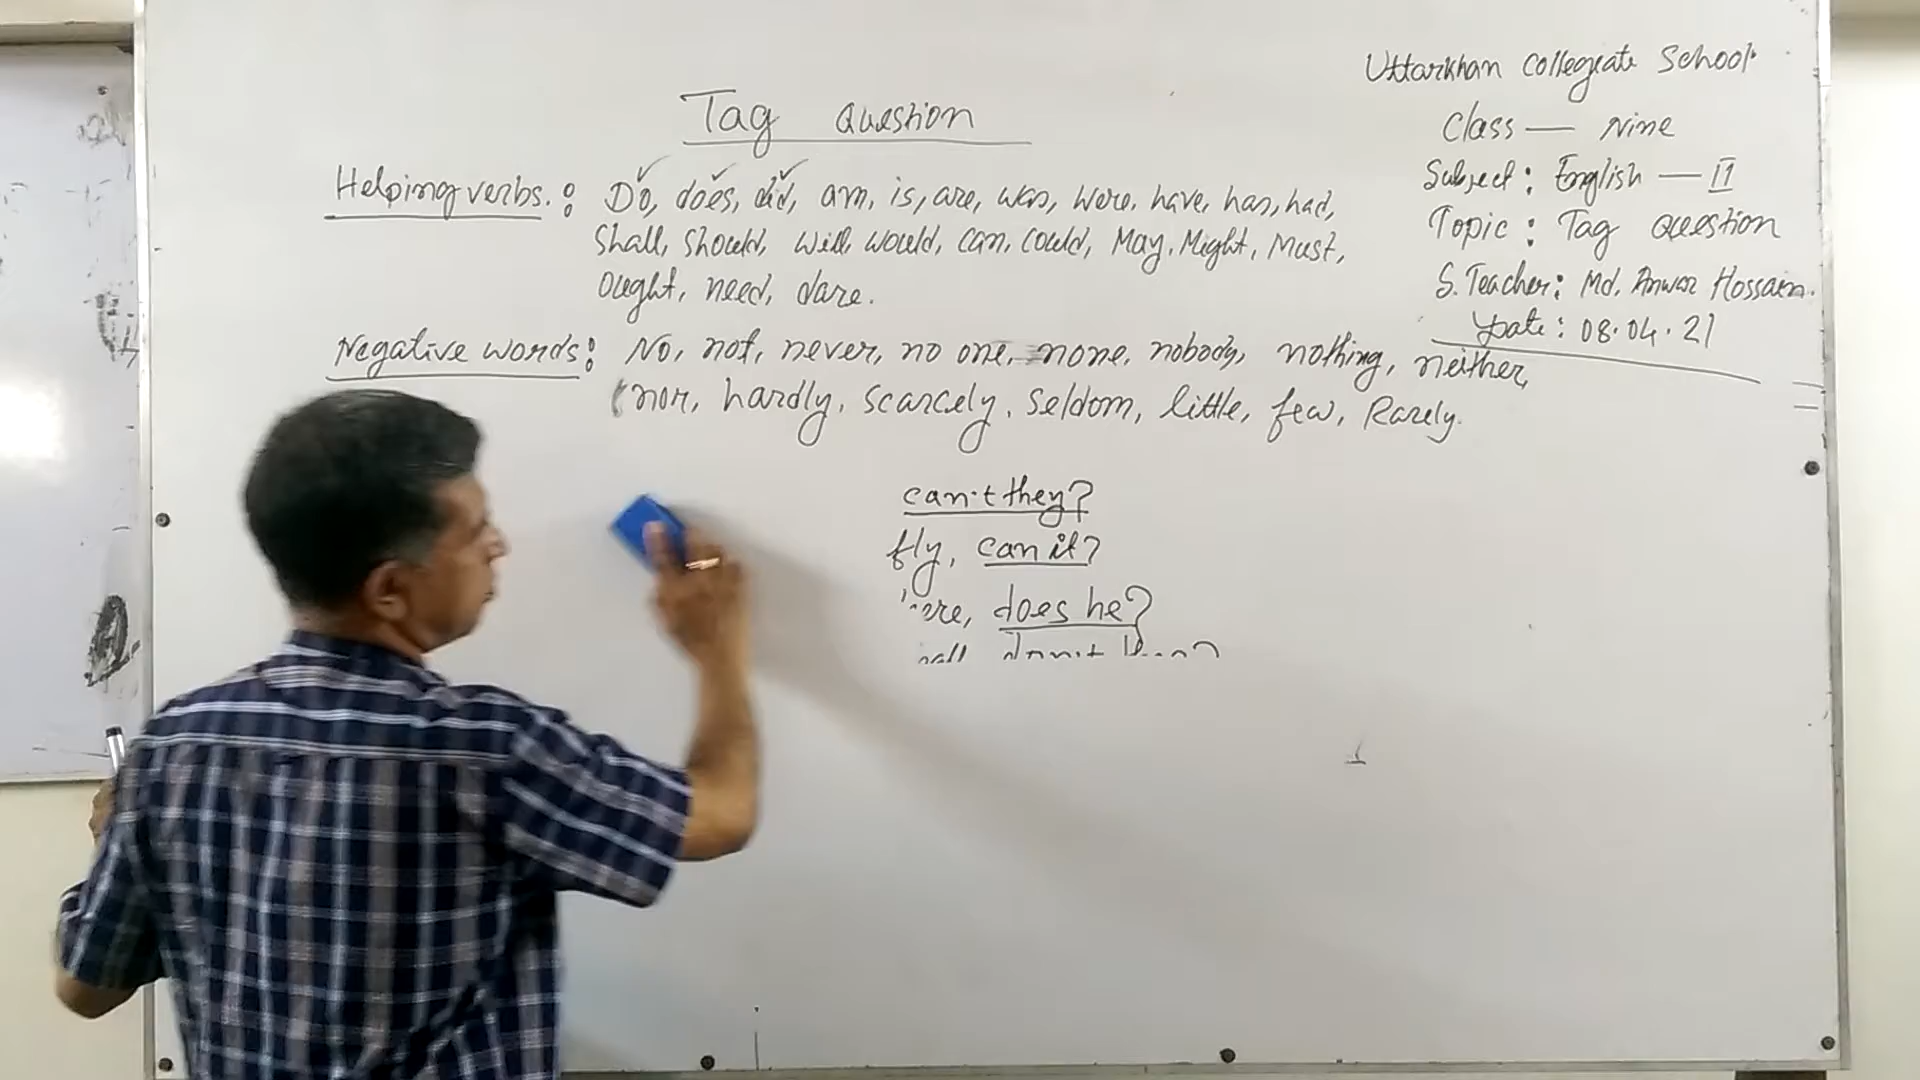 Uttarkhan Collegiate School
Class — Nine
Subject: English — II
Topic: Tag question
S. Teacher: Md. Anwar Hossain.
Date: 08.04.21
Tag Question
Helping verbs.: Do, does, did, am, is, are, was, were, have, has, had,
Shall, Should, will, would, can, could, May, Might, Must,
Ought, need, dare.
Negative words: No, not, never, no one, none, nobody, nothing, neither,
nor, hardly, scarcely, seldom, little, few, Rarely.
can't they?
fly, can it?
does he?